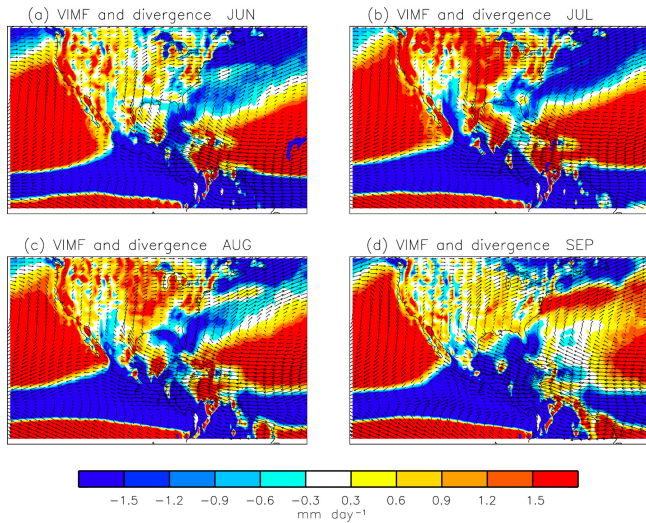 (a) VIMF and divergence JUN
(b) VIMF and divergence JUL
(c) VIMF and divergence AUG
(d) VIMF and divergence SEP
−1.5 −1.2 −0.9 −0.6 −0.3 0.3 0.6 0.9 1.2 1.5
mm day⁻¹